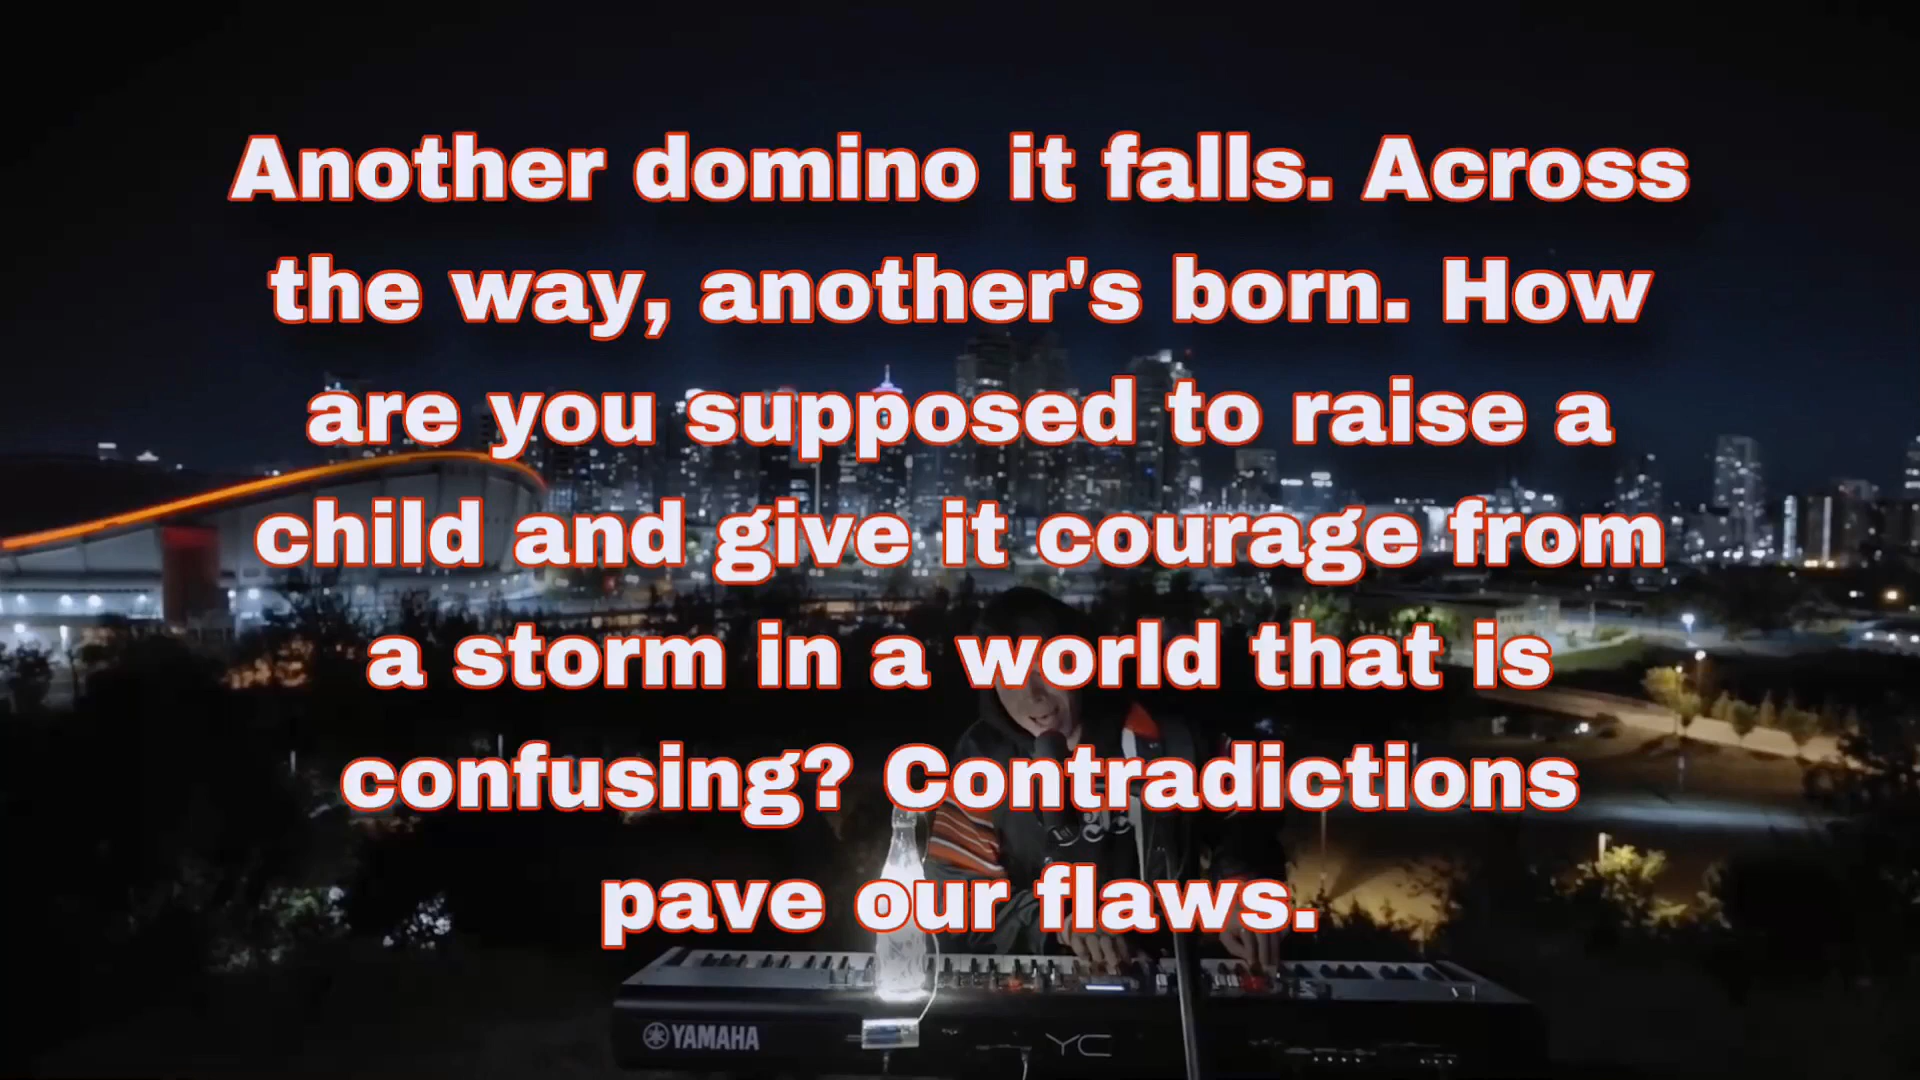 Another domino it falls. Across
the way, another's born. How
are you supposed to raise a
child and give it courage from
a storm in a world that is
confusing? Contradictions
pave our flaws.
YAMAHA
YC